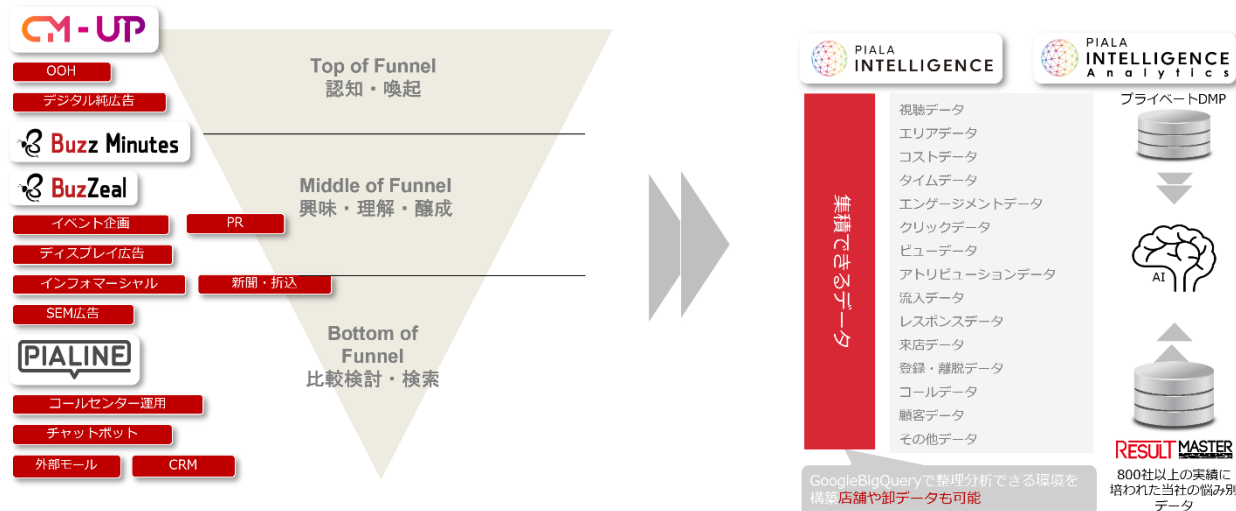 CM-UP
OOH
デジタル純広告
Buzz Minutes
BuzZeal
イベント企画
PR
ディスプレイ広告
インフォマーシャル
新聞・折込
SEM広告
PIALINE
コールセンター運用
チャットボット
外部モール
CRM
Top of Funnel
認知・喚起
Middle of Funnel
興味・理解・醸成
Bottom of
Funnel
比較検討・検索
PIALA
INTELLIGENCE
PIALA
INTELLIGENCE
Analytics
集積できるデータ
視聴データ
エリアデータ
コストデータ
タイムデータ
エンゲージメントデータ
クリックデータ
ビューデータ
アトリビューションデータ
流入データ
レスポンスデータ
来店データ
登録・離脱データ
コールデータ
顧客データ
その他データ
GoogleBigQueryで整理分析できる環境を
構築店舗や卸データも可能
プライベートDMP
AI
RESULT MASTER
800社以上の実績に
培われた当社の悩み別
データ